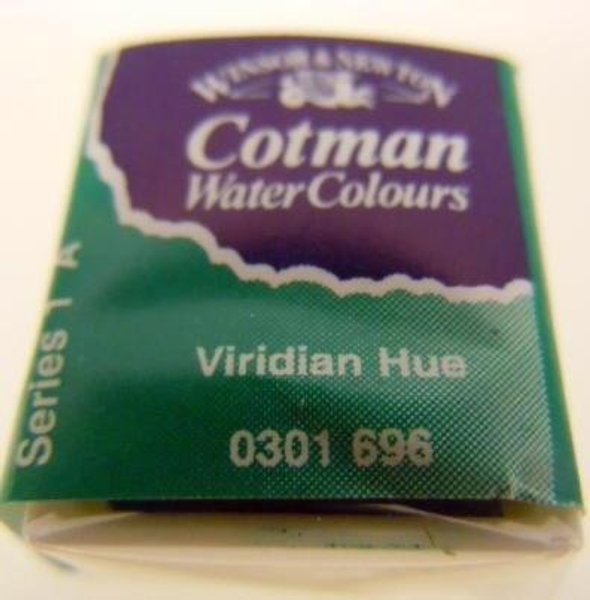 WINSOR & NEWTON
Cotman
Water Colours
Viridian Hue
0301 696
Series 1 A